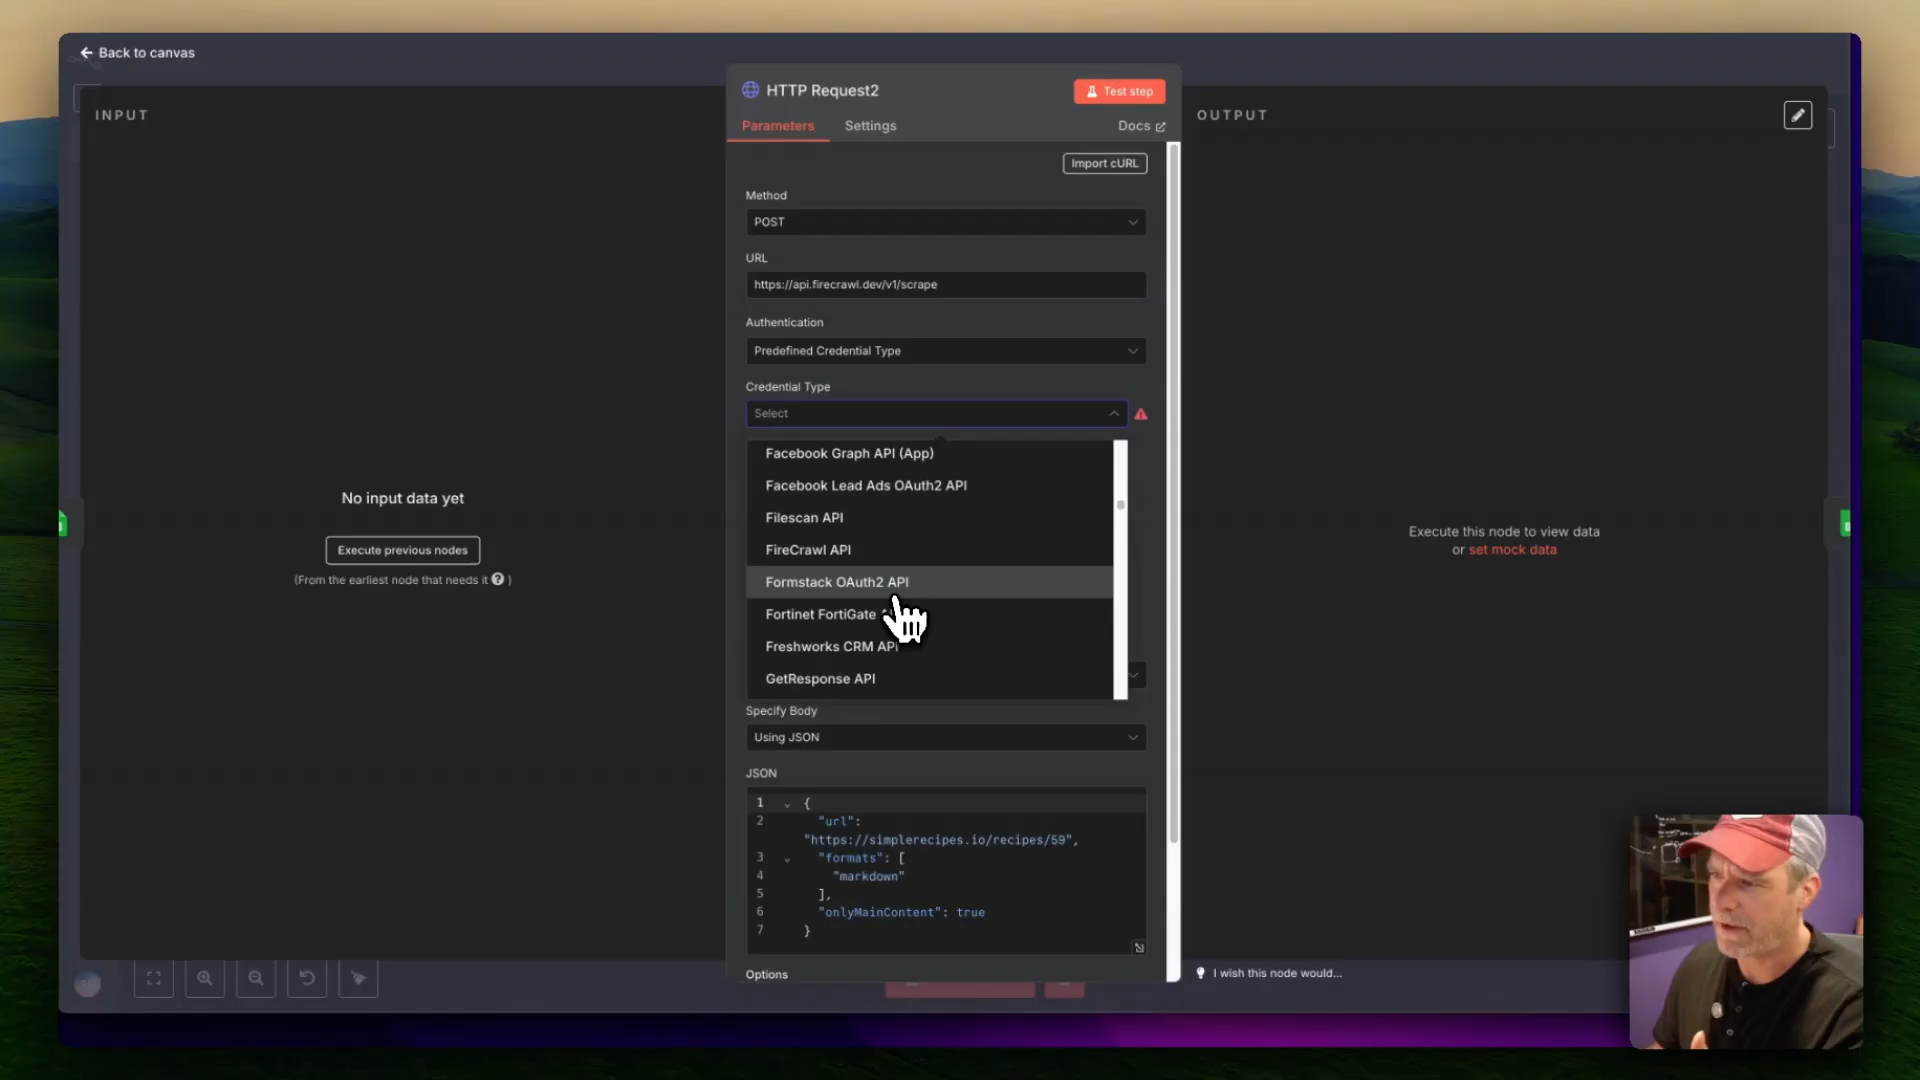 Back to canvas
INPUT
No input data yet
Execute previous nodes
(From the earliest node that needs it ? )
HTTP Request2
Test step
Parameters
Settings
Docs
Import cURL
Method
POST
URL
https://api.firecrawl.dev/v1/scrape
Authentication
Predefined Credential Type
Credential Type
Select
Facebook Graph API (App)
Facebook Lead Ads OAuth2 API
Filescan API
FireCrawl API
Formstack OAuth2 API
Fortinet FortiGate
Freshworks CRM API
GetResponse API
Specify Body
Using JSON
JSON
1 {
2 "url":
"https://simplerecipes.io/recipes/59",
3 "formats": [
4 "markdown"
5 ],
6 "onlyMainContent": true
7 }
Options
OUTPUT
Execute this node to view data
or set mock data
I wish this node would...